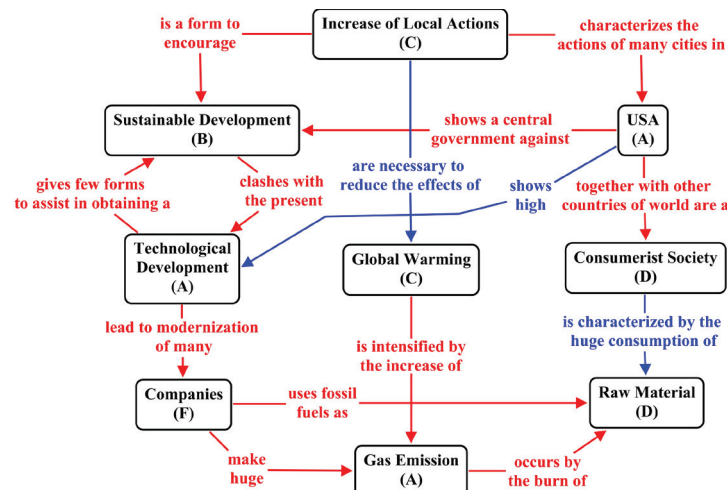 is a form to
encourage
Increase of Local Actions
(C)
characterizes the
actions of many cities in
Sustainable Development
(B)
shows a central
government against
USA
(A)
gives few forms
to assist in obtaining a
clashes with
the present
are necessary to
reduce the effects of
shows
high
together with other
countries of world are a
Technological
Development
(A)
Global Warming
(C)
Consumerist Society
(D)
lead to modernization
of many
is intensified by
the increase of
is characterized by the
huge consumption of
Companies
(F)
uses fossil
fuels as
Raw Material
(D)
make
huge
Gas Emission
(A)
occurs by
the burn of